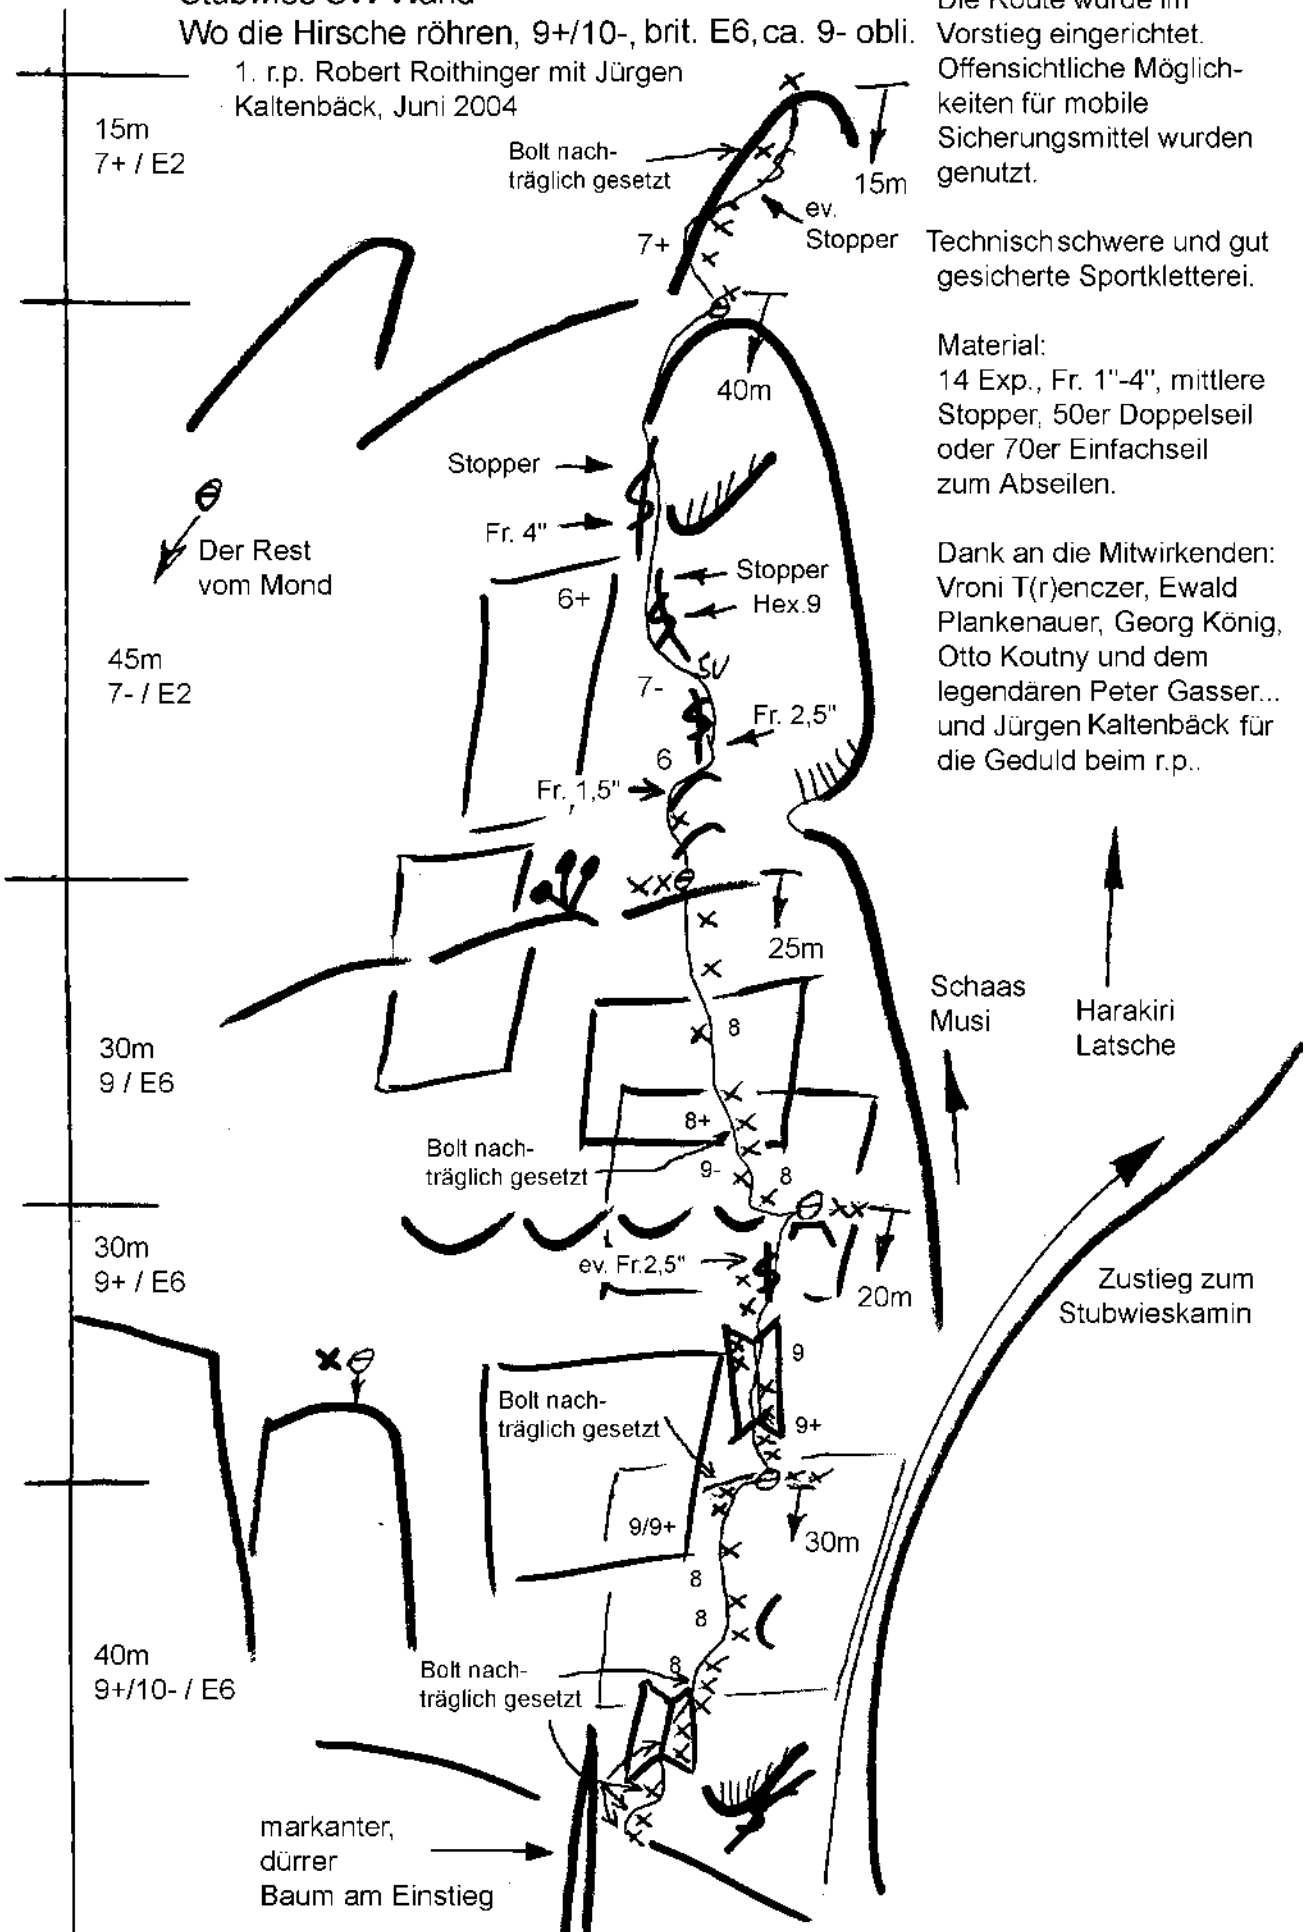 Wo die Hirsche röhren, 9+/10-, brit. E6, ca. 9- obli.
1. r.p. Robert Roithinger mit Jürgen
Kaltenbäck, Juni 2004
Die Route wurde im
Vorstieg eingerichtet.
Offensichtliche Möglich-
keiten für mobile
Sicherungsmittel wurden
genutzt.
Technisch schwere und gut
gesicherte Sportkletterei.
Material:
14 Exp., Fr. 1"-4", mittlere
Stopper, 50er Doppelseil
oder 70er Einfachseil
zum Abseilen.
Dank an die Mitwirkenden:
Vroni T(r)enczer, Ewald
Plankenauer, Georg König,
Otto Koutny und dem
legendären Peter Gasser...
und Jürgen Kaltenbäck für
die Geduld beim r.p..
15m
7+ / E2
Bolt nach-
träglich gesetzt
15m
ev.
Stopper
7+
40m
Stopper
Fr. 4"
Der Rest
vom Mond
Stopper
Hex.9
6+
45m
7- / E2
SU
7-
Fr. 2,5"
6
Fr. 1,5"
25m
Schaas
Musi
Harakiri
Latsche
30m
9 / E6
8
8+
Bolt nach-
träglich gesetzt
9-
8
30m
9+ / E6
ev. Fr.2,5"
20m
Zustieg zum
Stubwieskamin
9
Bolt nach-
träglich gesetzt
9+
9/9+
30m
8
8
40m
9+/10- / E6
8
Bolt nach-
träglich gesetzt
markanter,
dürrer
Baum am Einstieg